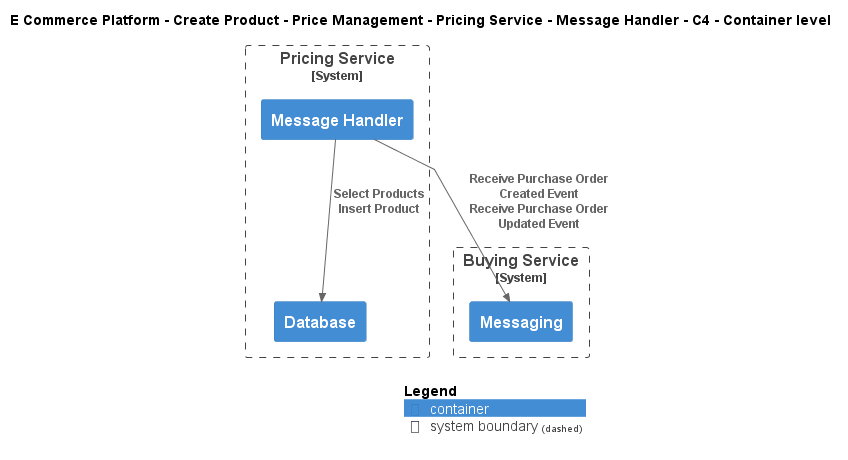 E Commerce Platform - Create Product - Price Management - Pricing Service - Message Handler - C4 - Container level
Pricing Service
[System]
Message Handler
Select Products
Insert Product
Receive Purchase Order
Created Event
Receive Purchase Order
Updated Event
Buying Service
[System]
Database
Messaging
Legend
container
system boundary (dashed)